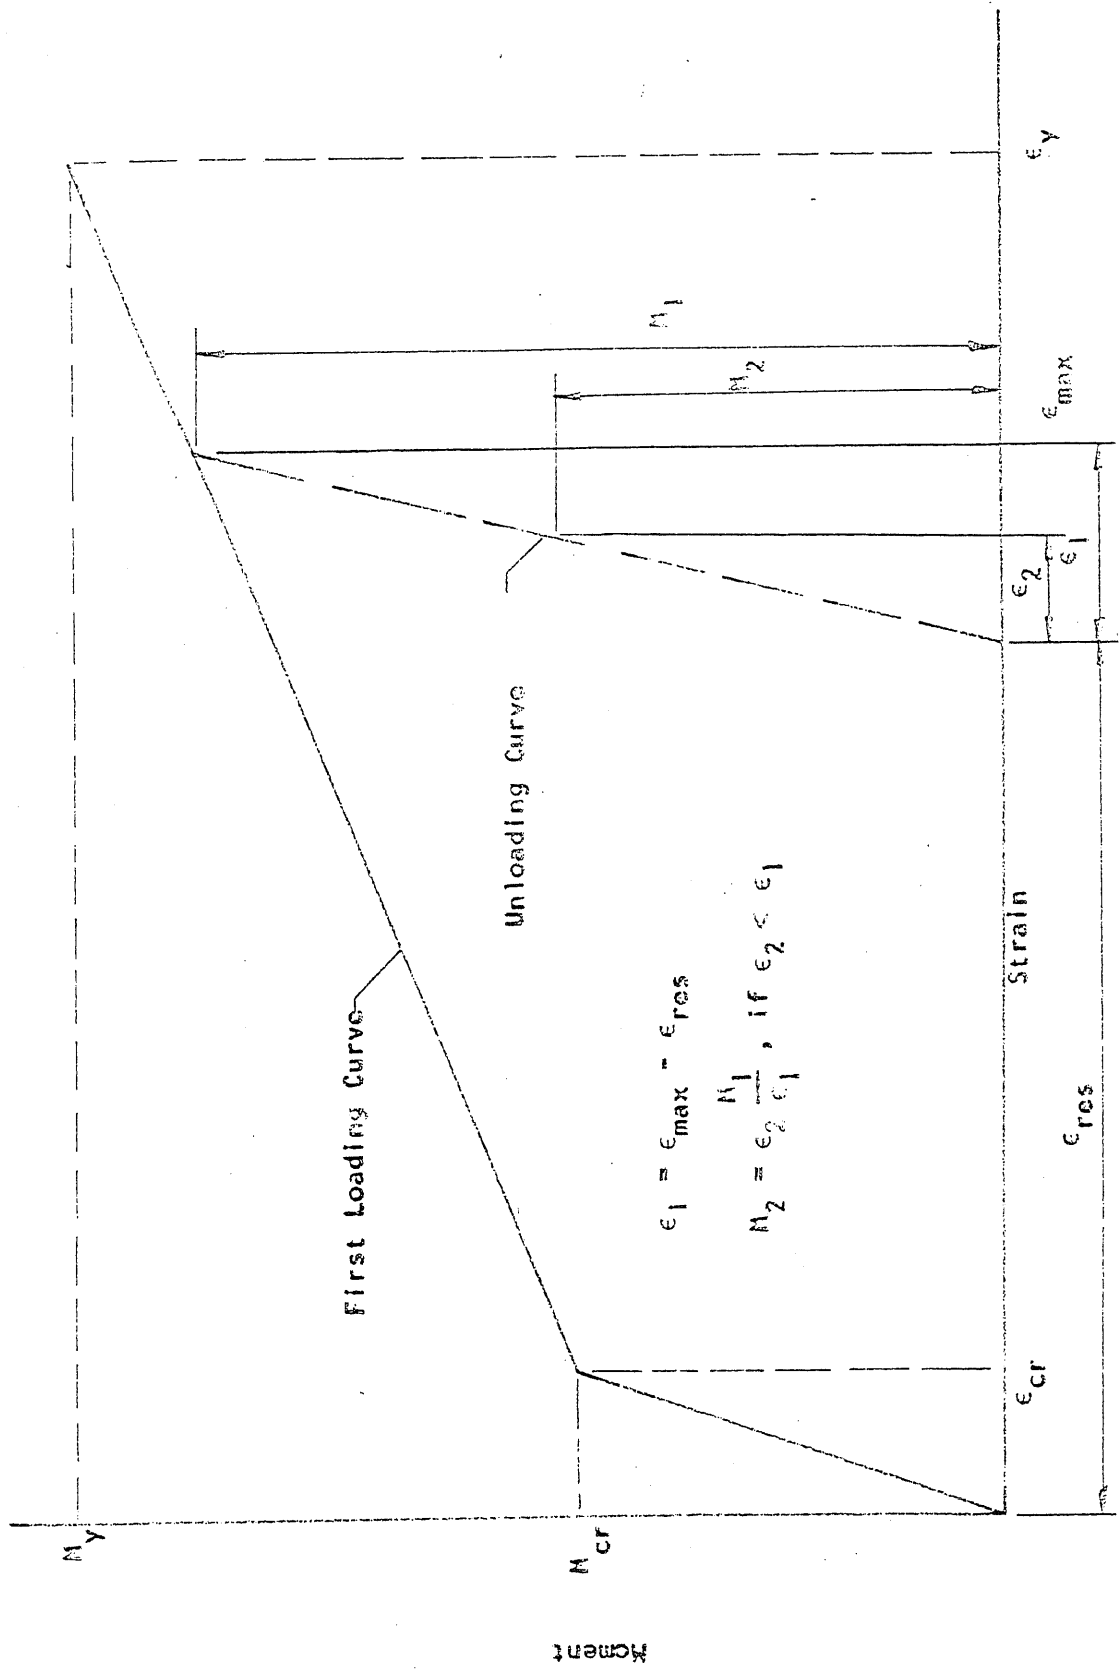 Moment
M_y
M_cr
First Loading Curve
Unloading Curve
M_1
M_2
ϵ_1 = ϵ_max - ϵ_res
M_2 = ϵ_2 M_1/ϵ_1 , if ϵ_2 < ϵ_1
ϵ_cr
Strain
ϵ_2
ϵ_1
ϵ_max
ϵ_y
ϵ_res